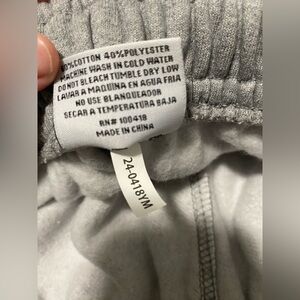 0%COTTON 40%POLYESTER
MACHINE WASH IN COLD WATER
DO NOT BLEACH TUMBLE DRY LOW
LAVAR A MAQUINA EN AGUA FRIA
NO USE BLANQUEADOR
SECAR A TEMPERATURA BAJA
RN# 100418
MADE IN CHINA
24-0418YM